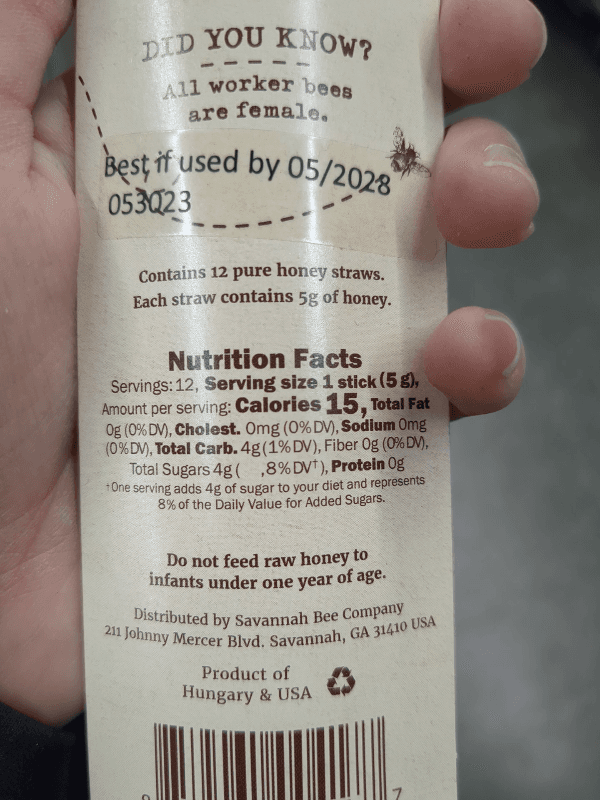 DID YOU KNOW?
All worker bees
are female.
Best if used by 05/2028
053Q23
Contains 12 pure honey straws.
Each straw contains 5g of honey.
Nutrition Facts
Servings: 12, Serving size 1 stick (5 g),
Amount per serving: Calories 15, Total Fat
0g (0% DV), Cholest. 0mg (0% DV), Sodium 0mg
(0% DV), Total Carb. 4g (1% DV), Fiber 0g (0% DV),
Total Sugars 4g ( ,8% DV†), Protein 0g
†One serving adds 4g of sugar to your diet and represents
8% of the Daily Value for Added Sugars.
Do not feed raw honey to
infants under one year of age.
Distributed by Savannah Bee Company
211 Johnny Mercer Blvd. Savannah, GA 31410 USA
Product of
Hungary & USA